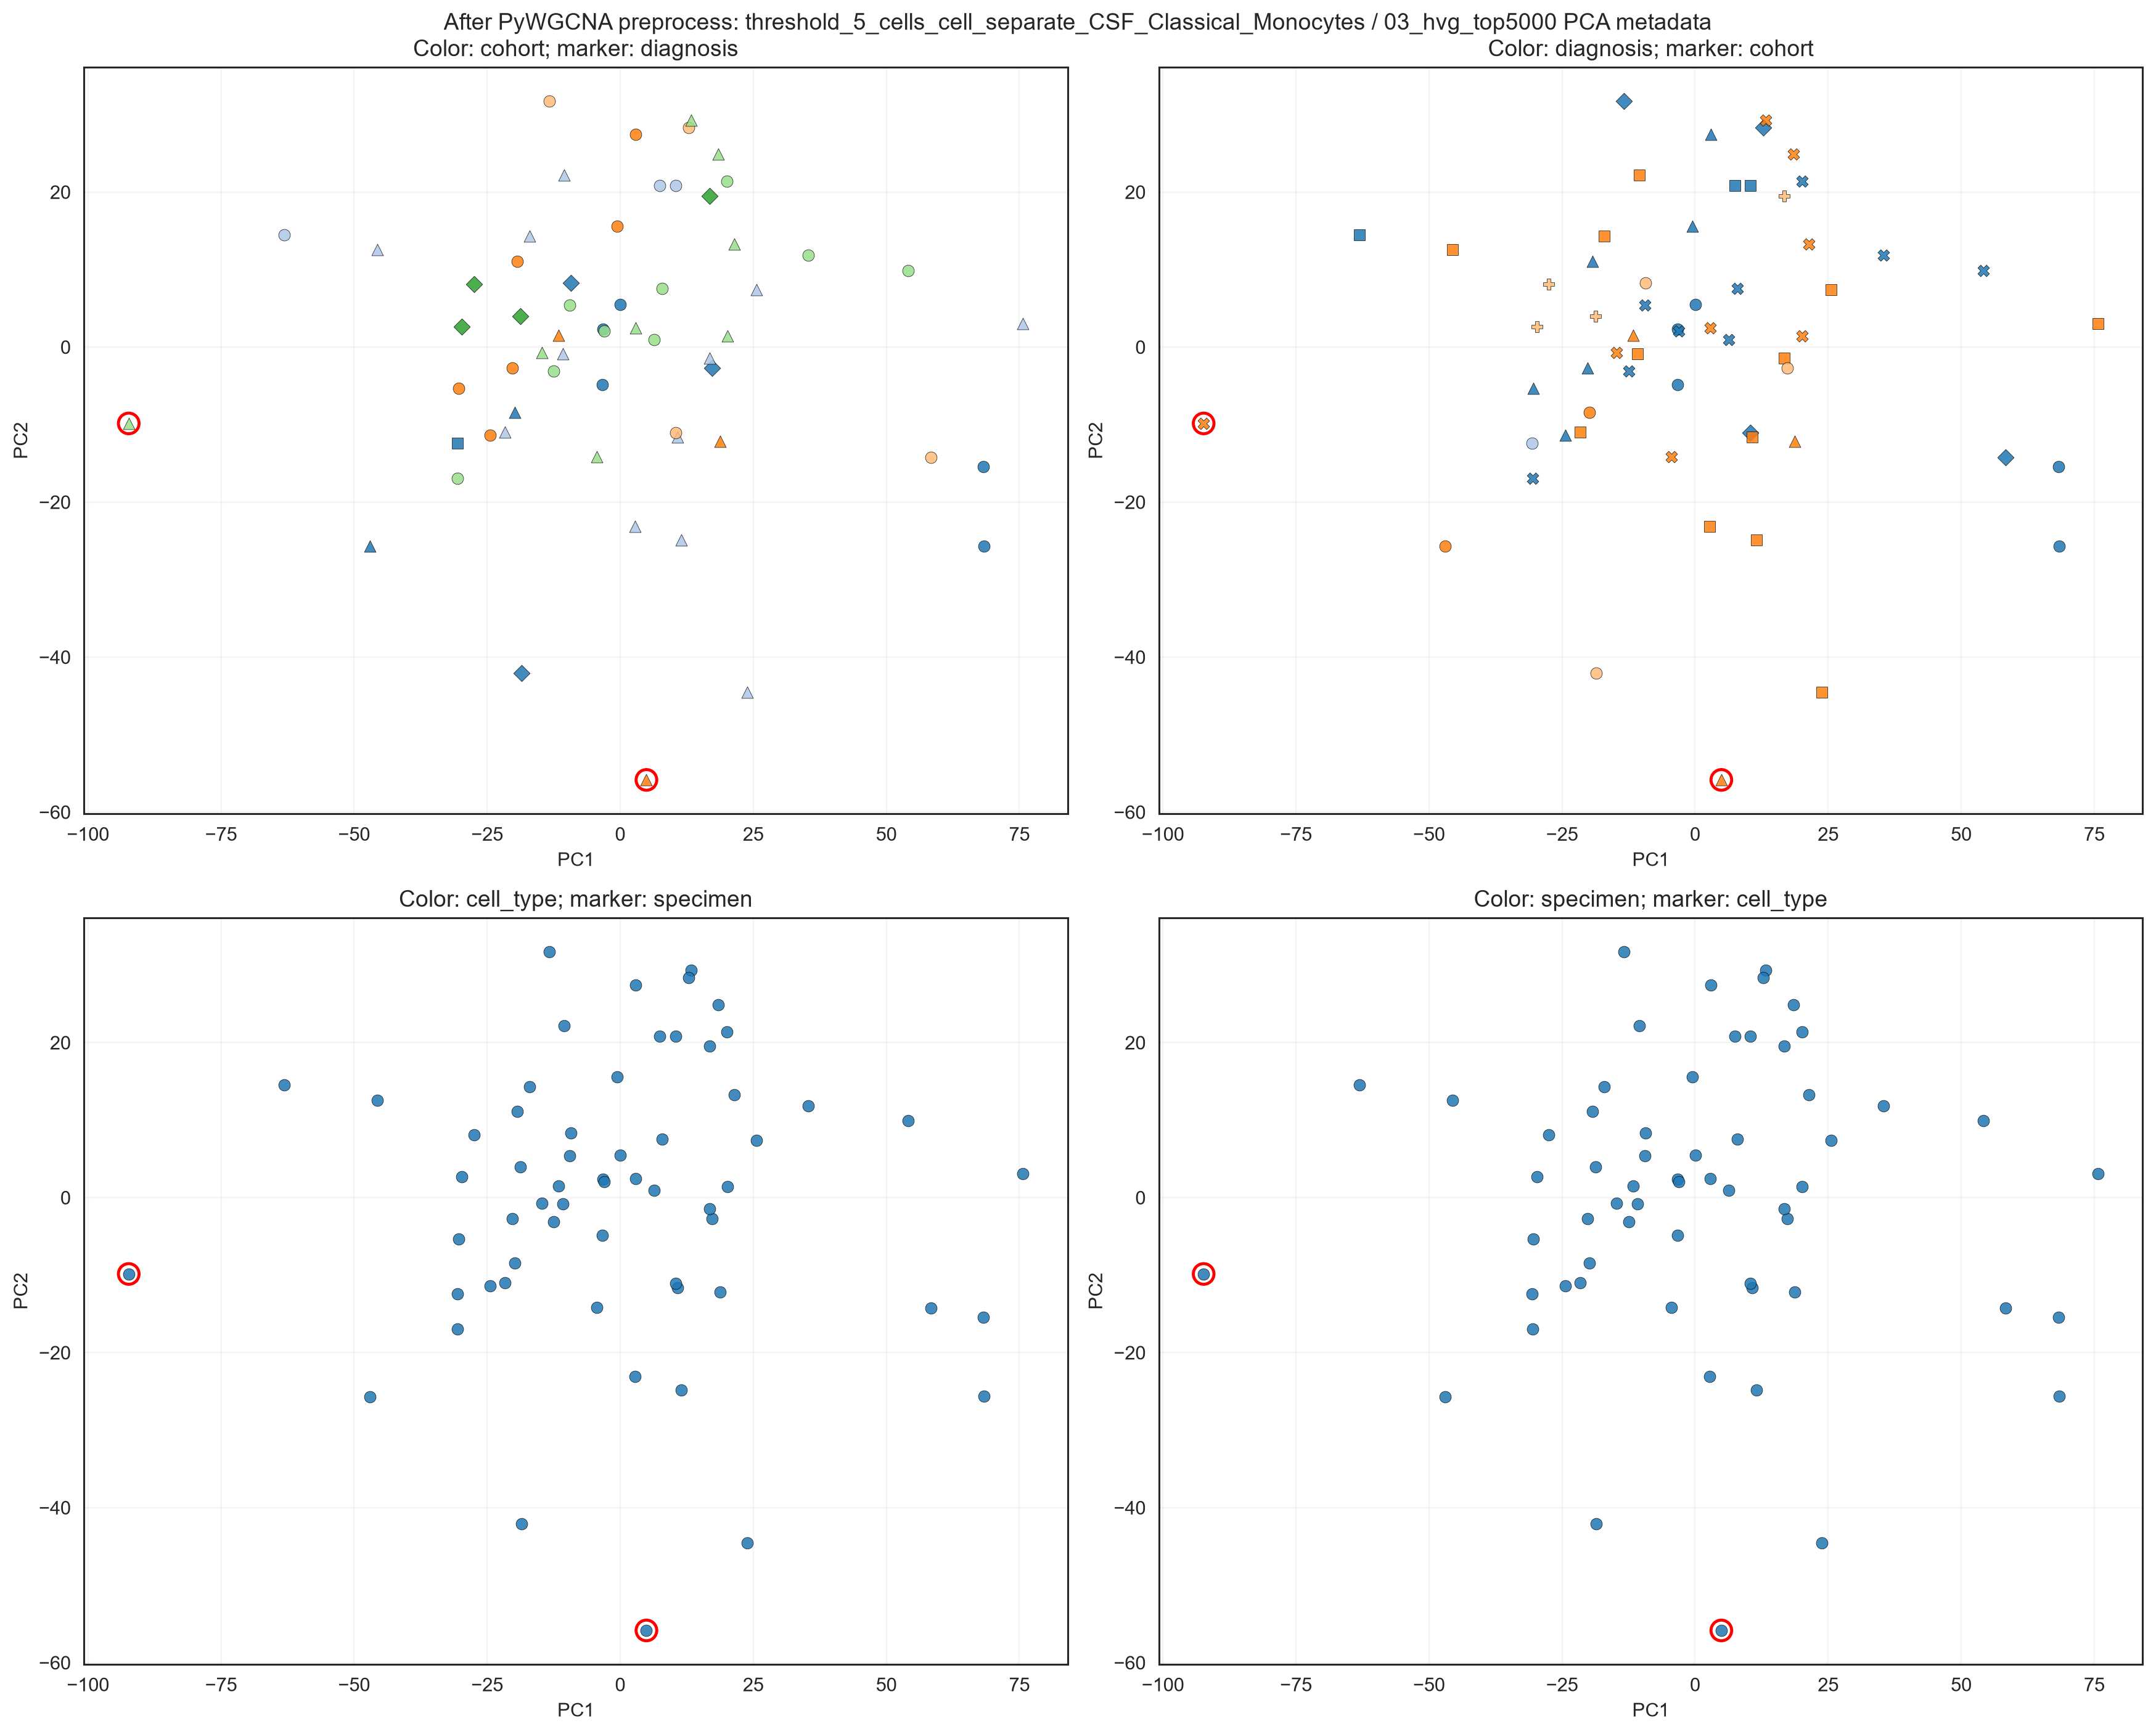 After PyWGCNA preprocess: threshold_5_cells_cell_separate_CSF_Classical_Monocytes / 03_hvg_top5000 PCA metadata
Color: cohort; marker: diagnosis
20
0
−20
−40
−60
PC2
−100 −75 −50 −25 0 25 50 75
PC1
Color: diagnosis; marker: cohort
20
0
−20
−40
−60
PC2
−100 −75 −50 −25 0 25 50 75
PC1
Color: cell_type; marker: specimen
20
0
−20
−40
−60
PC2
−100 −75 −50 −25 0 25 50 75
PC1
Color: specimen; marker: cell_type
20
0
−20
−40
−60
PC2
−100 −75 −50 −25 0 25 50 75
PC1